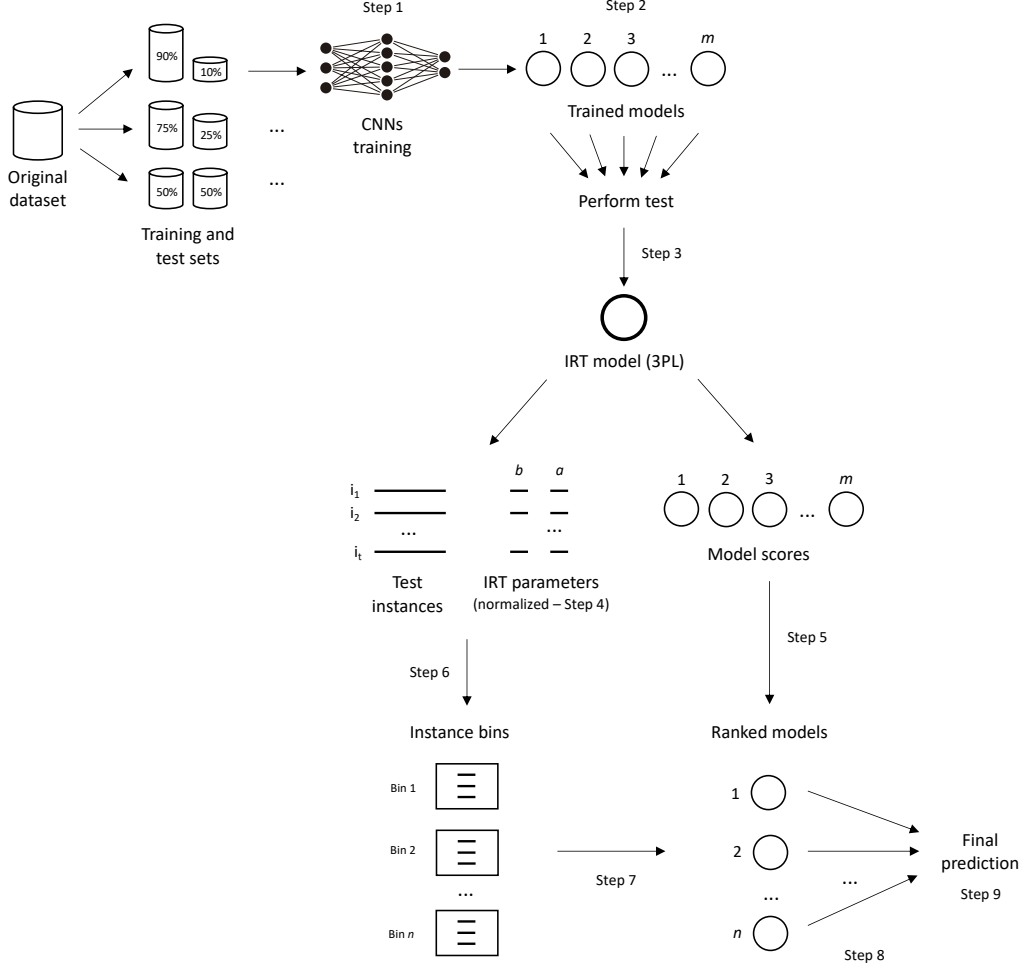 Step 1
Step 2
90%
10%
1 2 3 m
...
75%
25%
...
CNNs
training
Trained models
Original
dataset
50%
50%
...
Training and
test sets
Perform test
Step 3
IRT model (3PL)
b a
i1
i2
... ...
it
Test
instances
IRT parameters
(normalized – Step 4)
1 2 3 m
...
Model scores
Step 6
Step 5
Instance bins
Ranked models
Bin 1
Bin 2
...
Bin n
Step 7
1
2
...
n
...
Step 8
Final
prediction
Step 9